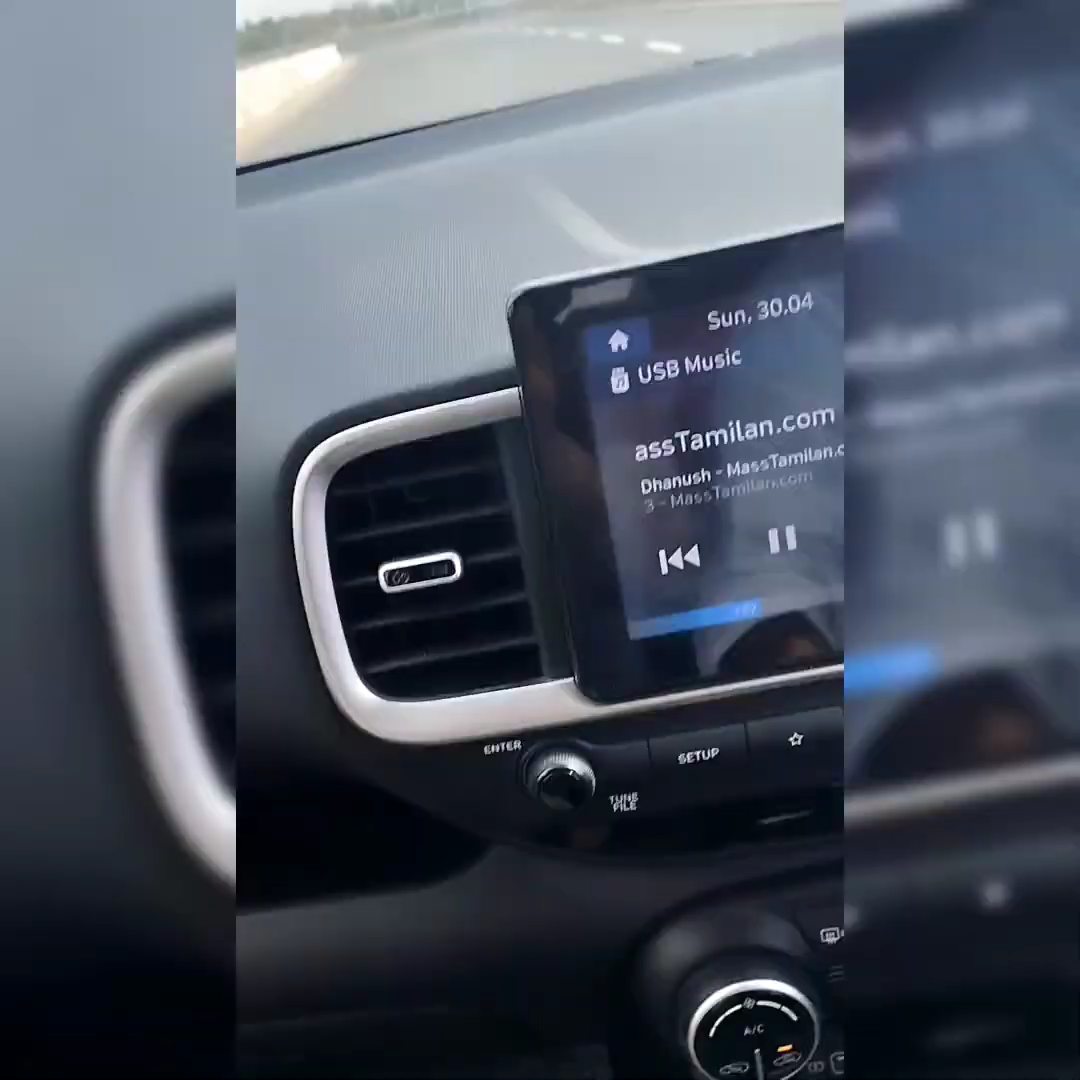 Sun, 30.04
USB Music
assTamilan.com
Dhanush - MassTamilan.c
3 - MassTamilan.com
ENTER
SETUP
TUNE
FILE
A/C